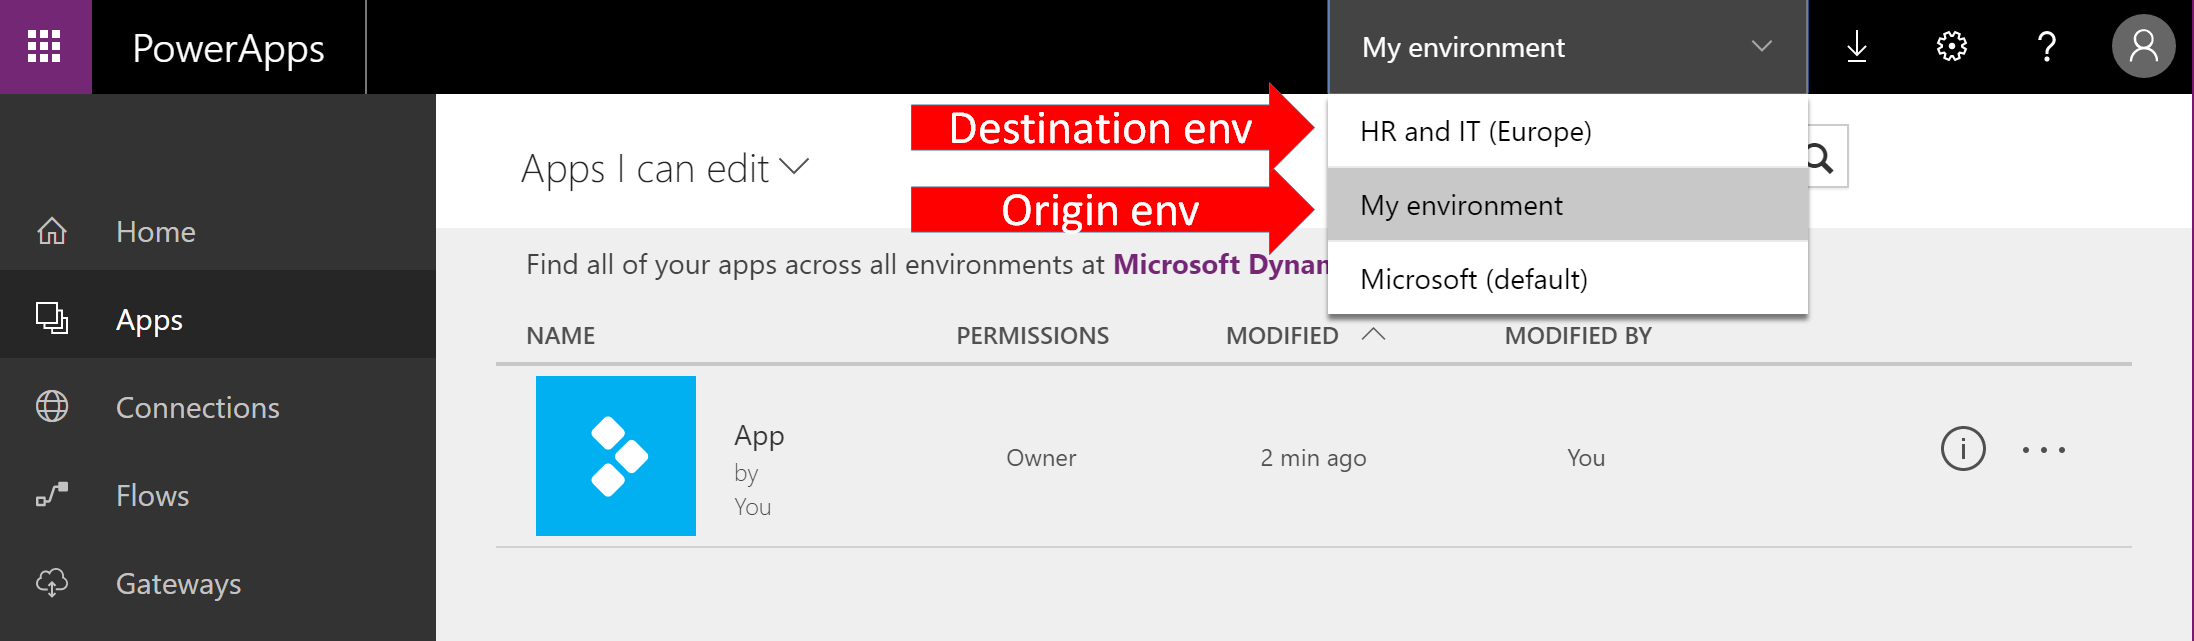 PowerApps
My environment
?
Destination env
HR and IT (Europe)
Apps I can edit
Origin env
My environment
Home
Find all of your apps across all environments at Microsoft Dynan
Microsoft (default)
Apps
NAME PERMISSIONS MODIFIED MODIFIED BY
Connections
App
by
You
Owner
2 min ago
You
i
...
Flows
Gateways